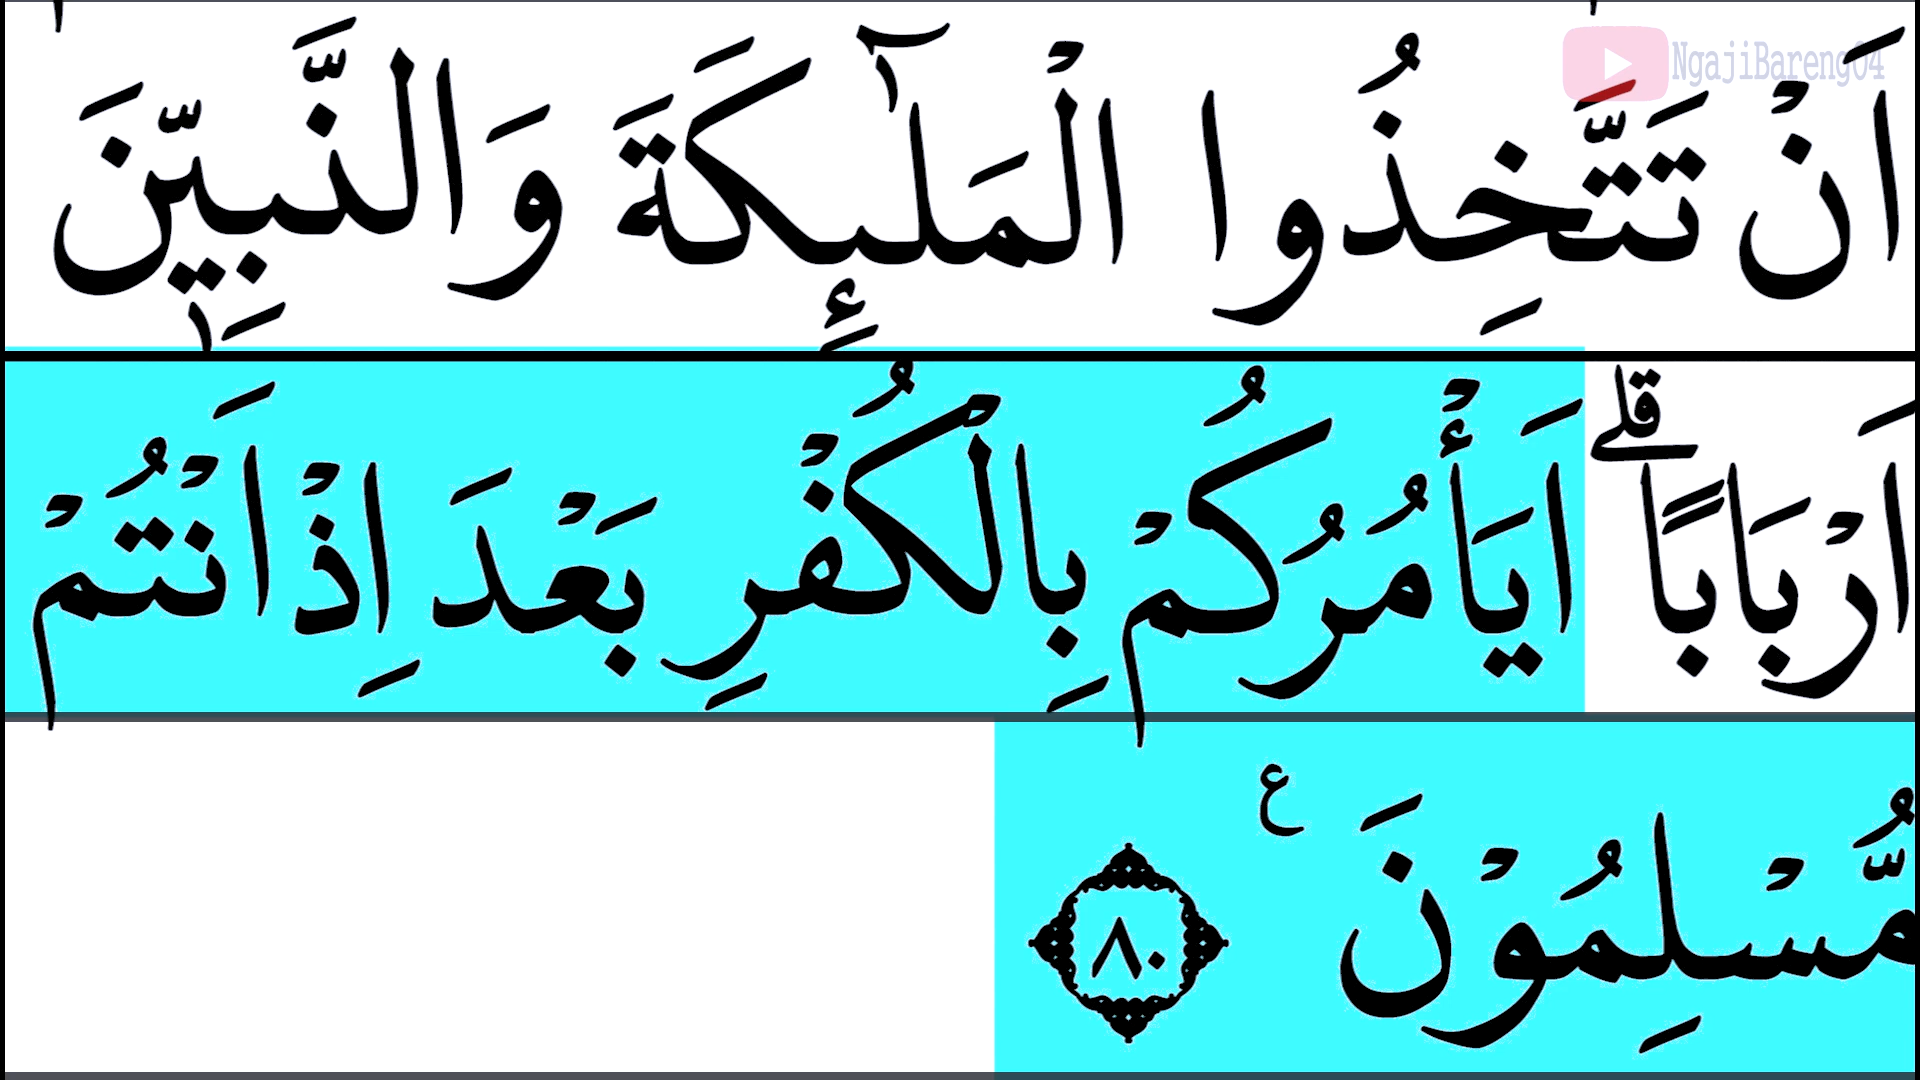 NgajiBareng04
اَنْ تَتَّخِذُوا الْمَلٰۤىِٕكَةَ وَالنَّبِيّٖنَ
اَرْبَابًاۗ اَيَأْمُرُكُمْ بِالْكُفْرِ بَعْدَ اِذْ اَنْتُمْ
مُّسْلِمُوْنَ ࣖ ٨٠